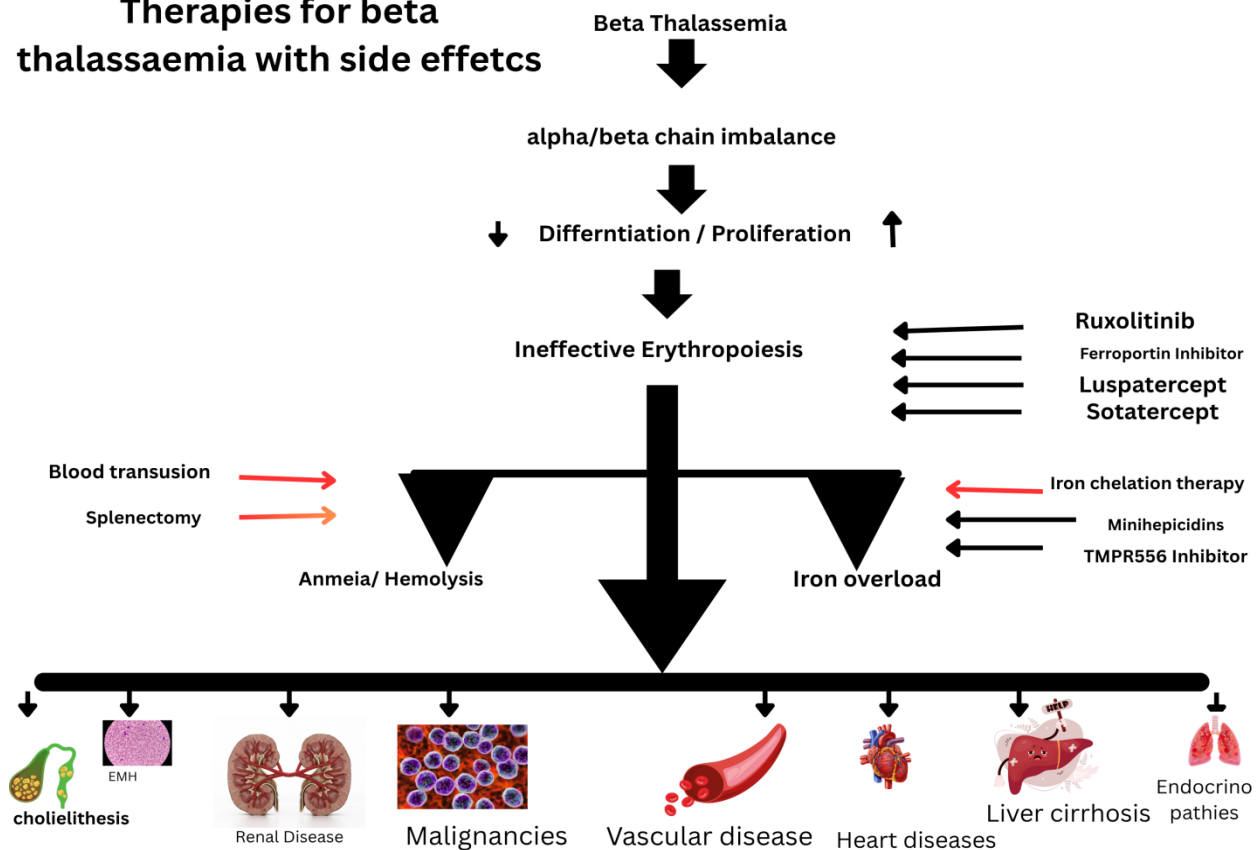 Therapies for beta
thalassaemia with side effetcs
Beta Thalassemia
alpha/beta chain imbalance
Differntiation / Proliferation
Ineffective Erythropoiesis
Ruxolitinib
Ferroportin Inhibitor
Luspatercept
Sotatercept
Blood transusion
Splenectomy
Iron chelation therapy
Minihepicidins
TMPR556 Inhibitor
Anmeia/ Hemolysis
Iron overload
HELP
cholielithesis
EMH
Renal Disease
Malignancies
Vascular disease
Heart diseases
Liver cirrhosis
Endocrino
pathies